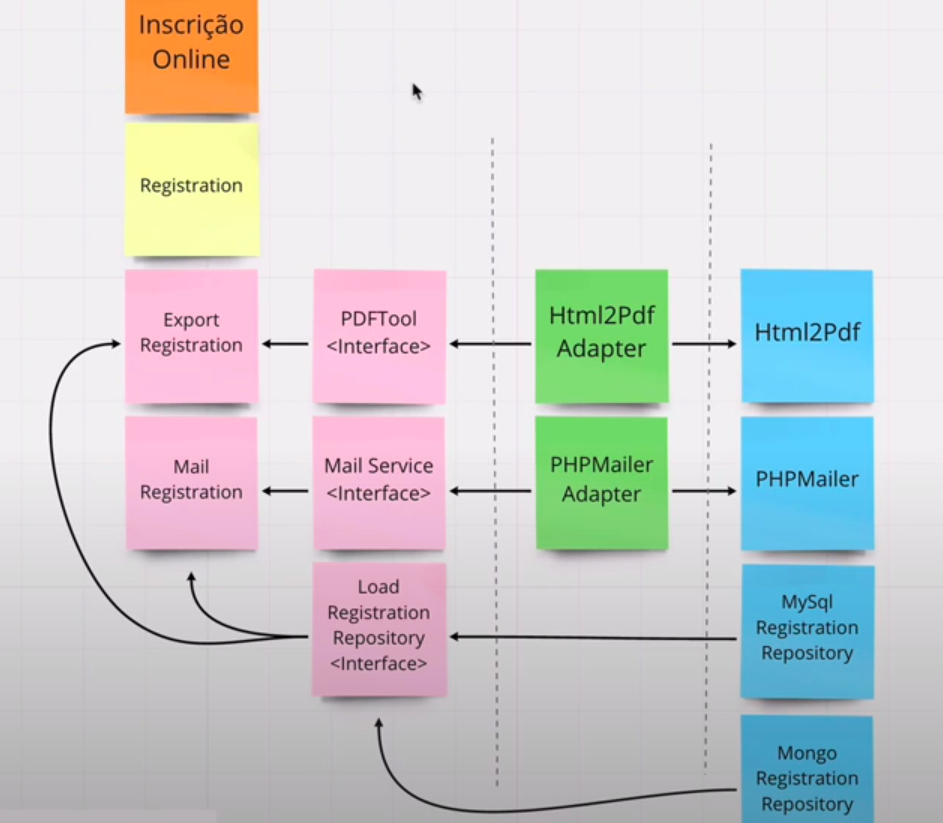 Inscrição
Online
Registration
Export
Registration
PDFTool
<Interface>
Html2Pdf
Adapter
Html2Pdf
Mail
Registration
Mail Service
<Interface>
PHPMailer
Adapter
PHPMailer
Load
Registration
Repository
<Interface>
MySql
Registration
Repository
Mongo
Registration
Repository